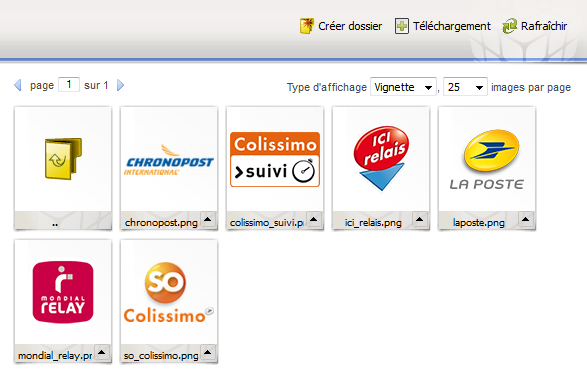 Créer dossier Téléchargement Rafraîchir
page 1 sur 1 Type d'affichage Vignette , 25 images par page
CHRONOPOST
INTERNATIONAL
Colissimo
suivi
ICI
relais
LA POSTE
.. chronopost.png colissimo_suivi.p ici_relais.png laposte.png
MONDIAL
RELAY
SO
Colissimo
mondial_relay.pr so_colissimo.png